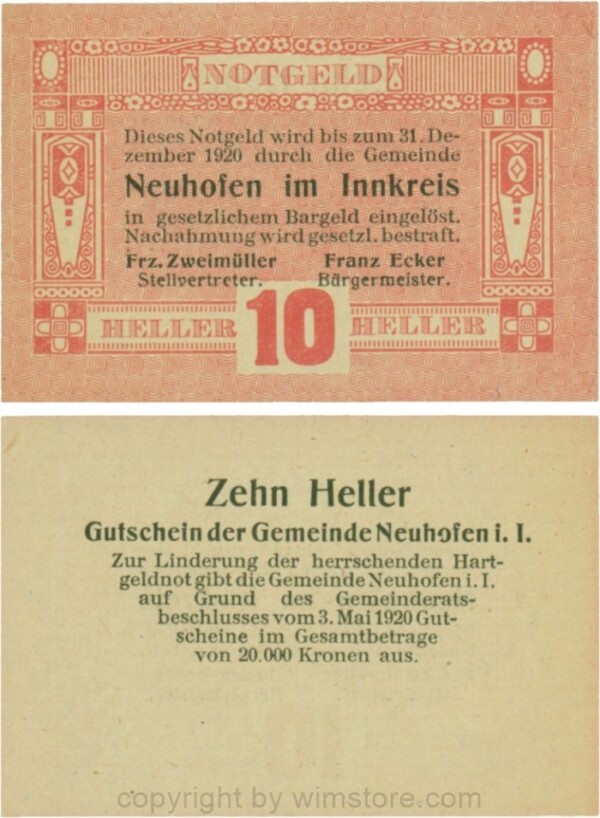 NOTGELD
Dieses Notgeld wird bis zum 31. De-
zember 1920 durch die Gemeinde
Neuhofen im Innkreis
in gesetzlichem Bargeld eingelöst.
Nachahmung wird gesetzl. bestraft.
Frz. Zweimüller Franz Ecker
Stellvertreter. Bürgermeister.
HELLER 10 HELLER
Zehn Heller
Gutschein der Gemeinde Neuhofen i. I.
Zur Linderung der herrschenden Hart-
geldnot gibt die Gemeinde Neuhofen i. I.
auf Grund des Gemeinderats-
beschlusses vom 3. Mai 1920 Gut-
scheine im Gesamtbetrage
von 20.000 Kronen aus.
copyright by wimstore.com